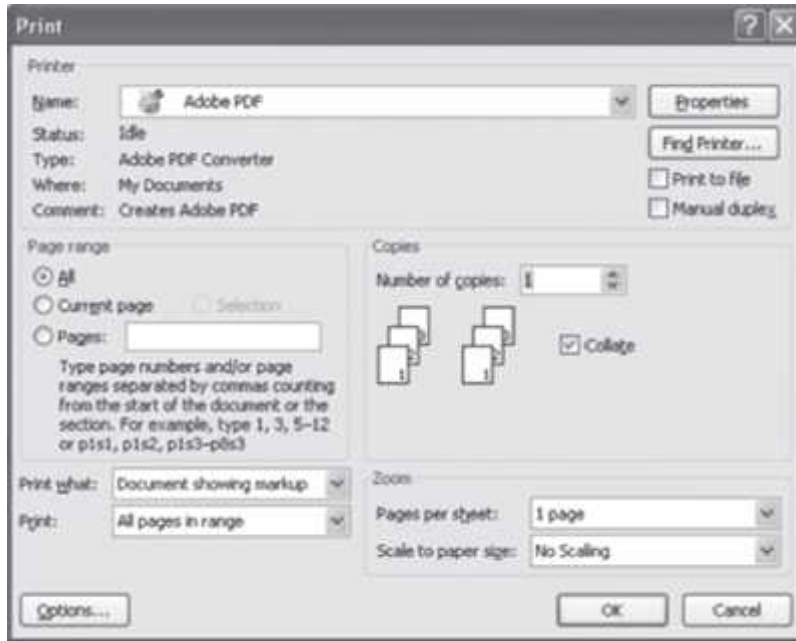 Print
Printer
Name: Adobe PDF
Properties
Status: Idle
Find Printer...
Type: Adobe PDF Converter
Where: My Documents
Print to file
Comment: Creates Adobe PDF
Manual duplex
Page range
All
Current page Selection
Pages:
Type page numbers and/or page
ranges separated by commas counting
from the start of the document or the
section. For example, type 1, 3, 5–12
or p1s1, p1s2, p1s3–p8s3
Copies
Number of copies: 1
Collate
Print what: Document showing markup
Print: All pages in range
Zoom
Pages per sheet: 1 page
Scale to paper size: No Scaling
Options...
OK
Cancel